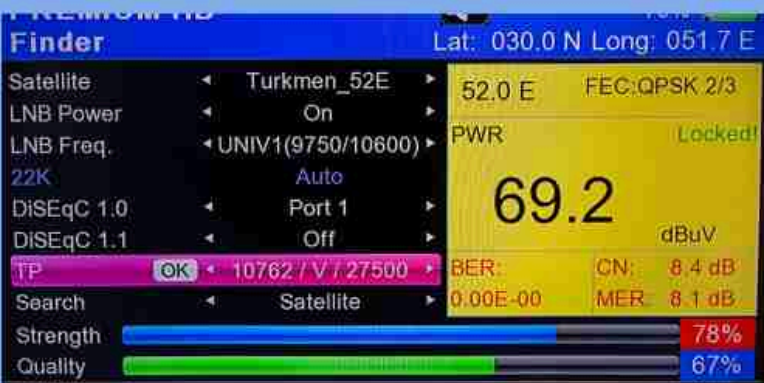 PREMIUM HD
Finder
Lat: 030.0 N Long: 051.7 E
Satellite Turkmen_52E
LNB Power On
LNB Freq. UNIV1(9750/10600)
22K Auto
DiSEqC 1.0 Port 1
DiSEqC 1.1 Off
TP OK 10762 / V / 27500
Search Satellite
Strength 78%
Quality 67%
52.0 E FEC:QPSK 2/3
PWR Locked!
69.2
dBuV
BER: CN: 8.4 dB
0.00E-00 MER: 8.1 dB